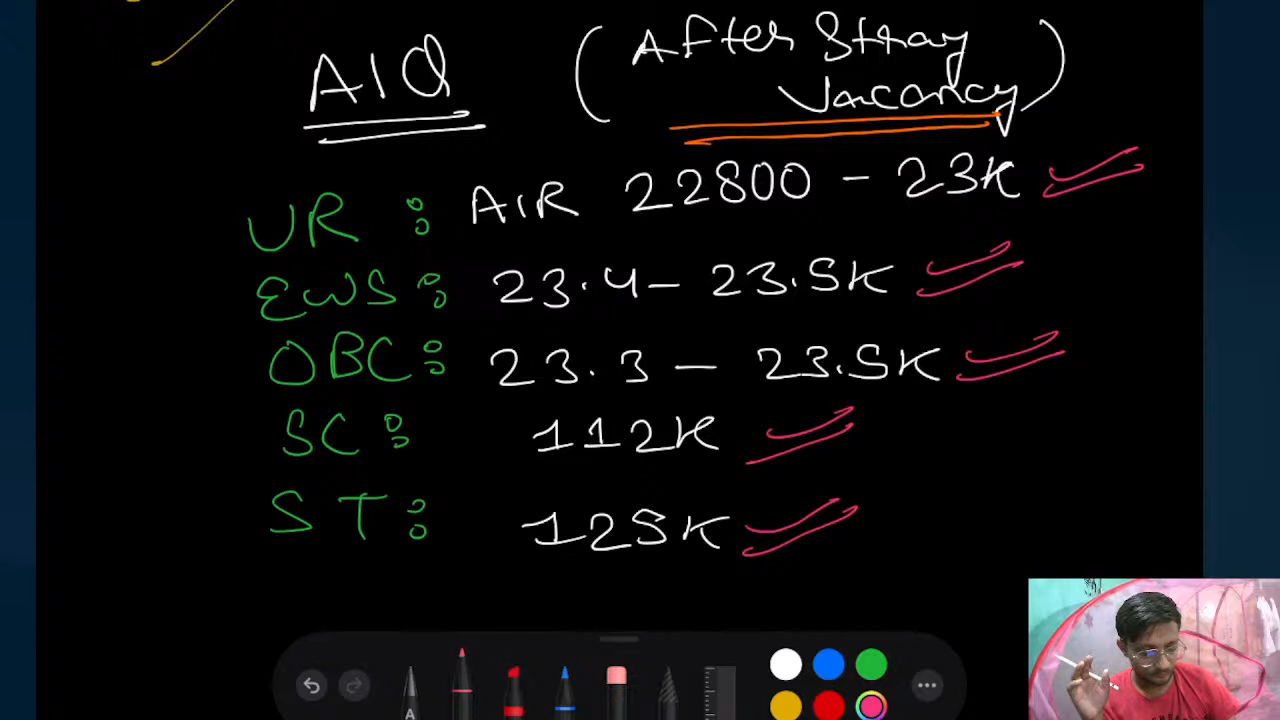 AIQ (After Stray
Vacancy)
UR : AIR 22800 - 23K
EWS : 23.4 - 23.5K
OBC : 23.3 - 23.5K
SC : 112K
ST : 125K
A